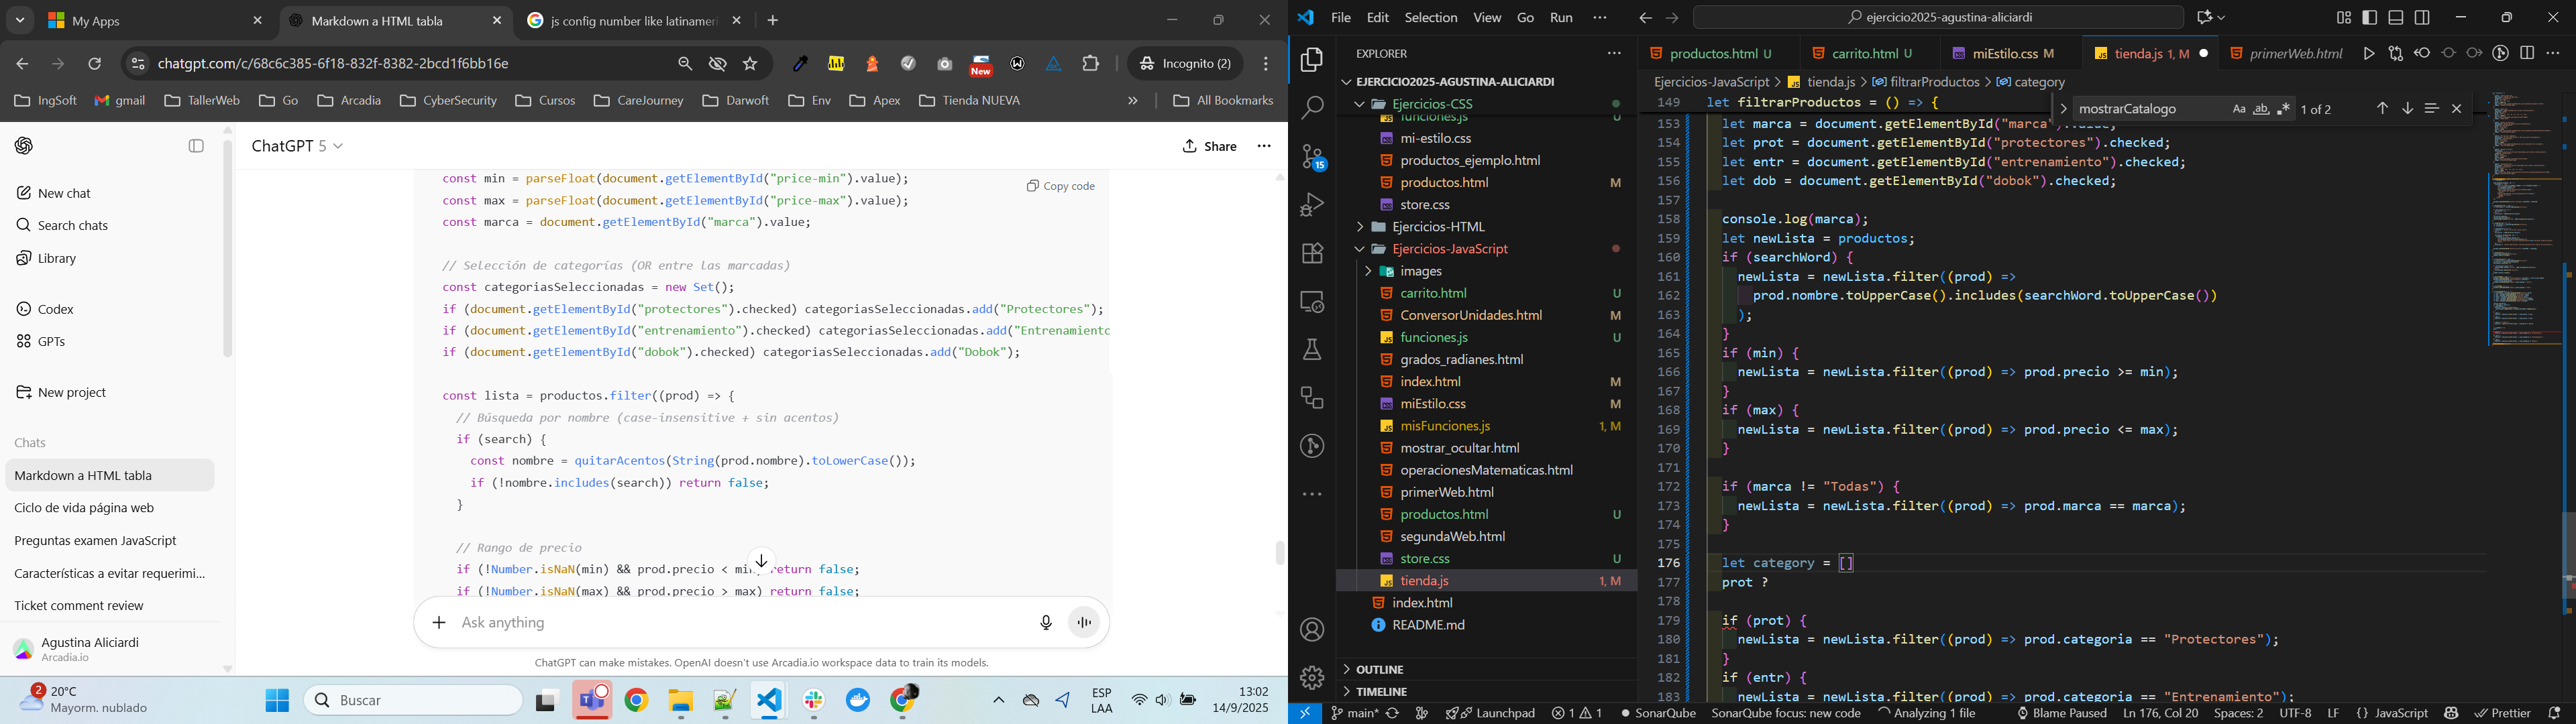 My Apps
Markdown a HTML tabla
js config number like latinameri
chatgpt.com/c/68c6c385-6f18-832f-8382-2bcd1f6bb16e
New
Incognito (2)
IngSoft
gmail
TallerWeb
Go
Arcadia
CyberSecurity
Cursos
CareJourney
Darwoft
Env
Apex
Tienda NUEVA
All Bookmarks
ChatGPT 5
Share
New chat
Search chats
Library
Codex
GPTs
New project
Chats
Markdown a HTML tabla
Ciclo de vida página web
Preguntas examen JavaScript
Características a evitar requerimi...
Ticket comment review
Agustina Aliciardi
Arcadia.io
Copy code
const min = parseFloat(document.getElementById("price-min").value);
const max = parseFloat(document.getElementById("price-max").value);
const marca = document.getElementById("marca").value;
// Selección de categorías (OR entre las marcadas)
const categoriasSeleccionadas = new Set();
if (document.getElementById("protectores").checked) categoriasSeleccionadas.add("Protectores");
if (document.getElementById("entrenamiento").checked) categoriasSeleccionadas.add("Entrenamiento
if (document.getElementById("dobok").checked) categoriasSeleccionadas.add("Dobok");
const lista = productos.filter((prod) => {
// Búsqueda por nombre (case-insensitive + sin acentos)
if (search) {
const nombre = quitarAcentos(String(prod.nombre).toLowerCase());
if (!nombre.includes(search)) return false;
}
// Rango de precio
if (!Number.isNaN(min) && prod.precio < min) return false;
if (!Number.isNaN(max) && prod.precio > max) return false;
Ask anything
ChatGPT can make mistakes. OpenAI doesn't use Arcadia.io workspace data to train its models.
2
20°C
Mayorm. nublado
Buscar
ESP
LAA
13:02
14/9/2025
File Edit Selection View Go Run
ejercicio2025-agustina-aliciardi
EXPLORER
EJERCICIO2025-AGUSTINA-ALICIARDI
Ejercicios-CSS
funciones.js U
mi-estilo.css
productos_ejemplo.html
productos.html M
store.css
Ejercicios-HTML
Ejercicios-JavaScript
images
carrito.html U
ConversorUnidades.html M
funciones.js U
grados_radianes.html
index.html M
miEstilo.css M
misFunciones.js 1, M
mostrar_ocultar.html
operacionesMatematicas.html
primerWeb.html
productos.html U
segundaWeb.html
store.css U
tienda.js 1, M
index.html
README.md
OUTLINE
TIMELINE
15
productos.html U
carrito.html U
miEstilo.css M
tienda.js 1, M
primerWeb.html
Ejercicios-JavaScript > tienda.js > filtrarProductos > category
mostrarCatalogo
Aa ab .*
1 of 2
149 let filtrarProductos = () => {
153 let marca = document.getElementById("marca").value;
154 let prot = document.getElementById("protectores").checked;
155 let entr = document.getElementById("entrenamiento").checked;
156 let dob = document.getElementById("dobok").checked;
157
158 console.log(marca);
159 let newLista = productos;
160 if (searchWord) {
161 newLista = newLista.filter((prod) =>
162 prod.nombre.toUpperCase().includes(searchWord.toUpperCase())
163 );
164 }
165 if (min) {
166 newLista = newLista.filter((prod) => prod.precio >= min);
167 }
168 if (max) {
169 newLista = newLista.filter((prod) => prod.precio <= max);
170 }
171
172 if (marca != "Todas") {
173 newLista = newLista.filter((prod) => prod.marca == marca);
174 }
175
176 let category = []
177 prot ?
178
179 if (prot) {
180 newLista = newLista.filter((prod) => prod.categoria == "Protectores");
181 }
182 if (entr) {
183 newLista = newLista.filter((prod) => prod.categoria == "Entrenamiento");
main*
Launchpad
1 1
SonarQube
SonarQube focus: new code
Analyzing 1 file
Blame Paused
Ln 176, Col 20
Spaces: 2
UTF-8
LF
{} JavaScript
Prettier